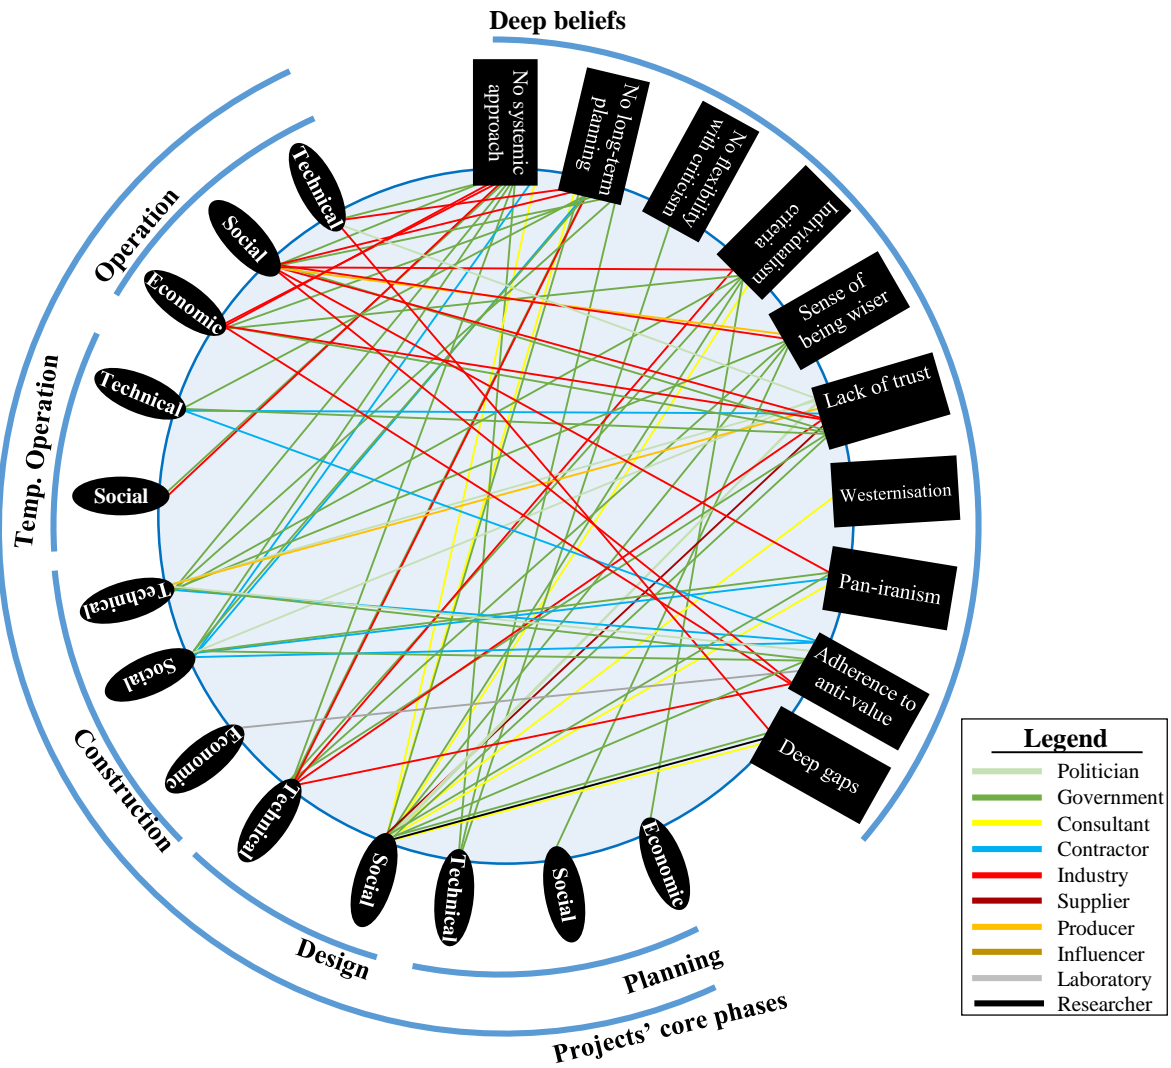 Deep beliefs
No systemic
approach
No long-term
planning
No flexibility
with criticism
Individualism
criteria
Sense of
being wiser
Lack of trust
Westernisation
Pan-iranism
Adherence to
anti-value
Deep gaps
Operation
Technical
Social
Economic
Temp. Operation
Technical
Social
Construction
Technical
Social
Economic
Design
Technical
Social
Planning
Technical
Social
Economic
Projects’ core phases
Legend
Politician
Government
Consultant
Contractor
Industry
Supplier
Producer
Influencer
Laboratory
Researcher